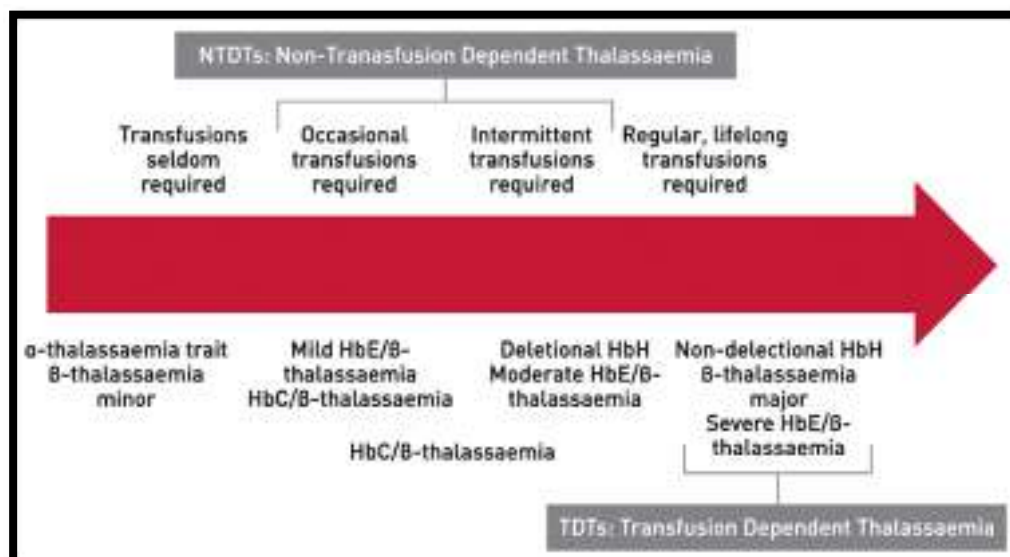 NTDTs: Non-Tranasfusion Dependent Thalassaemia
Transfusions
seldom
required
Occasional
transfusions
required
Intermittent
transfusions
required
Regular, lifelong
transfusions
required
α-thalassaemia trait
β-thalassaemia
minor
Mild HbE/β-
thalassaemia
HbC/β-thalassaemia
Deletional HbH
Moderate HbE/β-
thalassaemia
Non-delectional HbH
β-thalassaemia
major
Severe HbE/β-
thalassaemia
HbC/β-thalassaemia
TDTs: Transfusion Dependent Thalassaemia